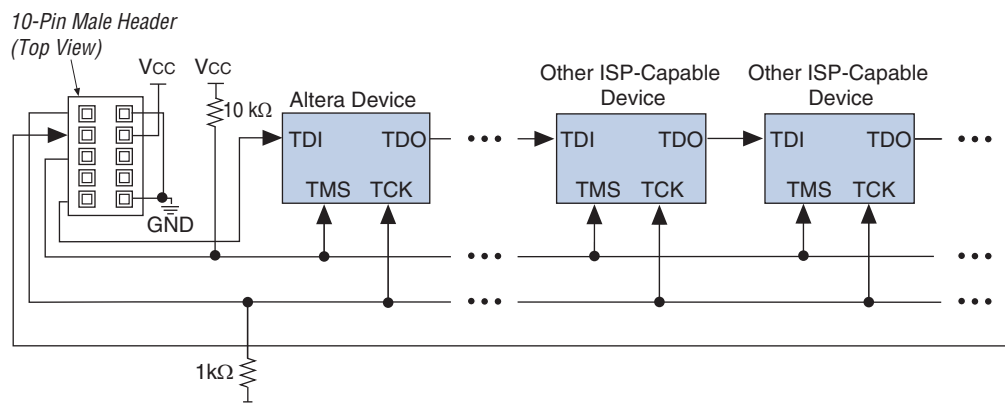 10-Pin Male Header
(Top View)
VCC
VCC
10 kΩ
Altera Device
Other ISP-Capable
Device
Other ISP-Capable
Device
TDI
TDO
TMS
TCK
TDI
TDO
TMS
TCK
TDI
TDO
TMS
TCK
GND
1kΩ